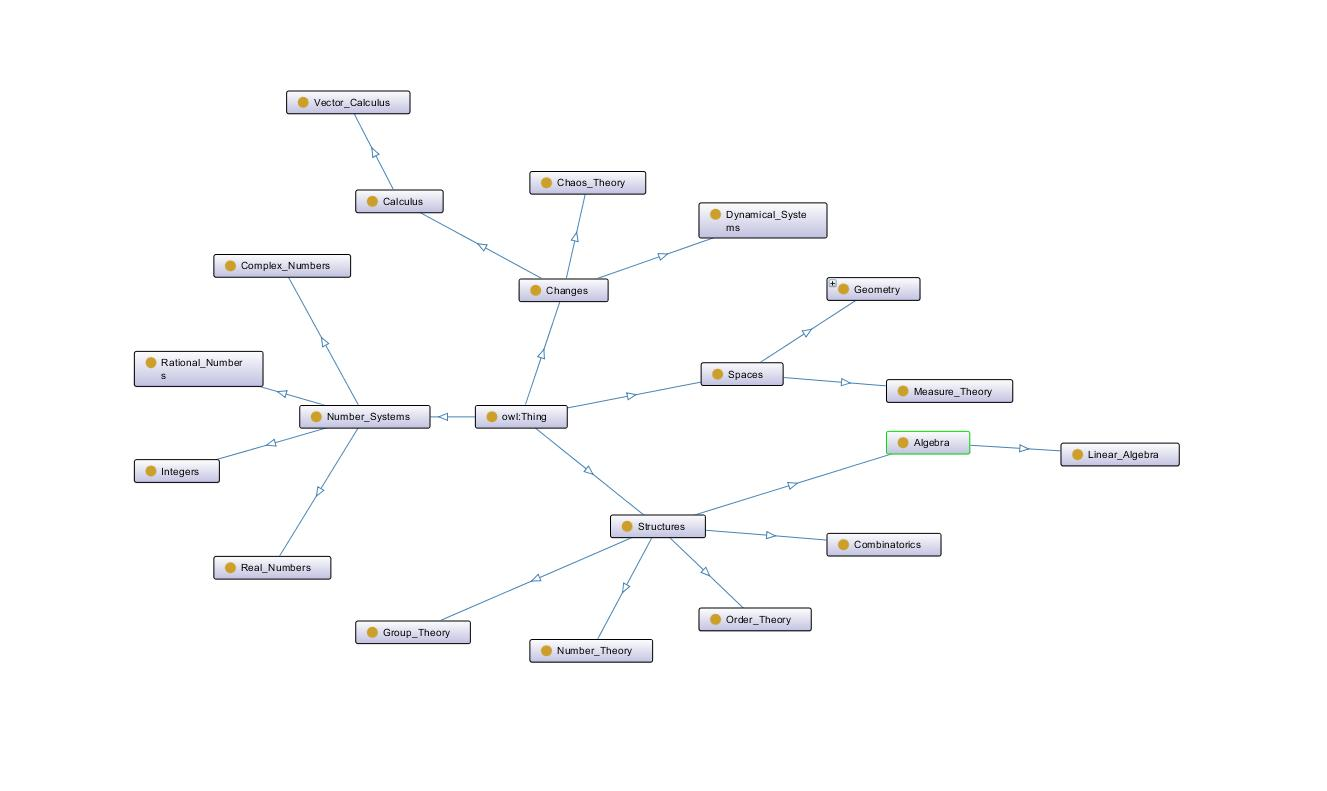 Vector_Calculus
Chaos_Theory
Calculus
Dynamical_Syste
ms
Complex_Numbers
Changes
Geometry
Rational_Number
s
Spaces
Measure_Theory
Number_Systems
owl:Thing
Algebra
Linear_Algebra
Integers
Structures
Combinatorics
Real_Numbers
Order_Theory
Group_Theory
Number_Theory